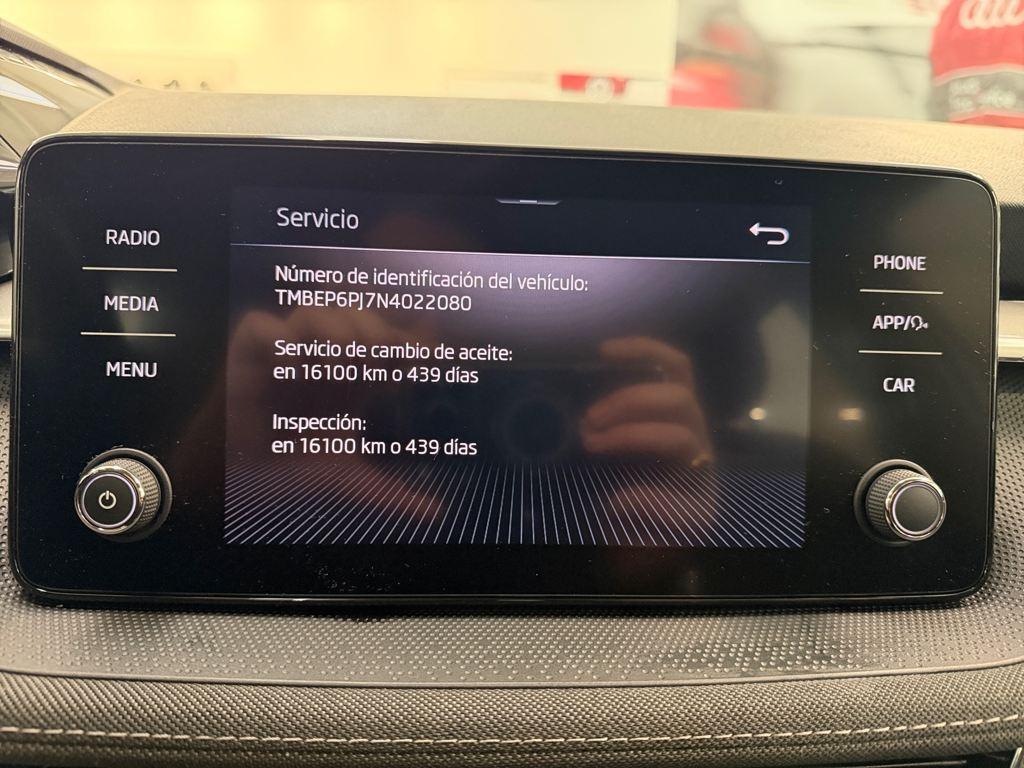 RADIO
MEDIA
MENU
Servicio
Número de identificación del vehículo:
TMBEP6PJ7N4022080
Servicio de cambio de aceite:
en 16100 km o 439 días
Inspección:
en 16100 km o 439 días
PHONE
APP/
CAR